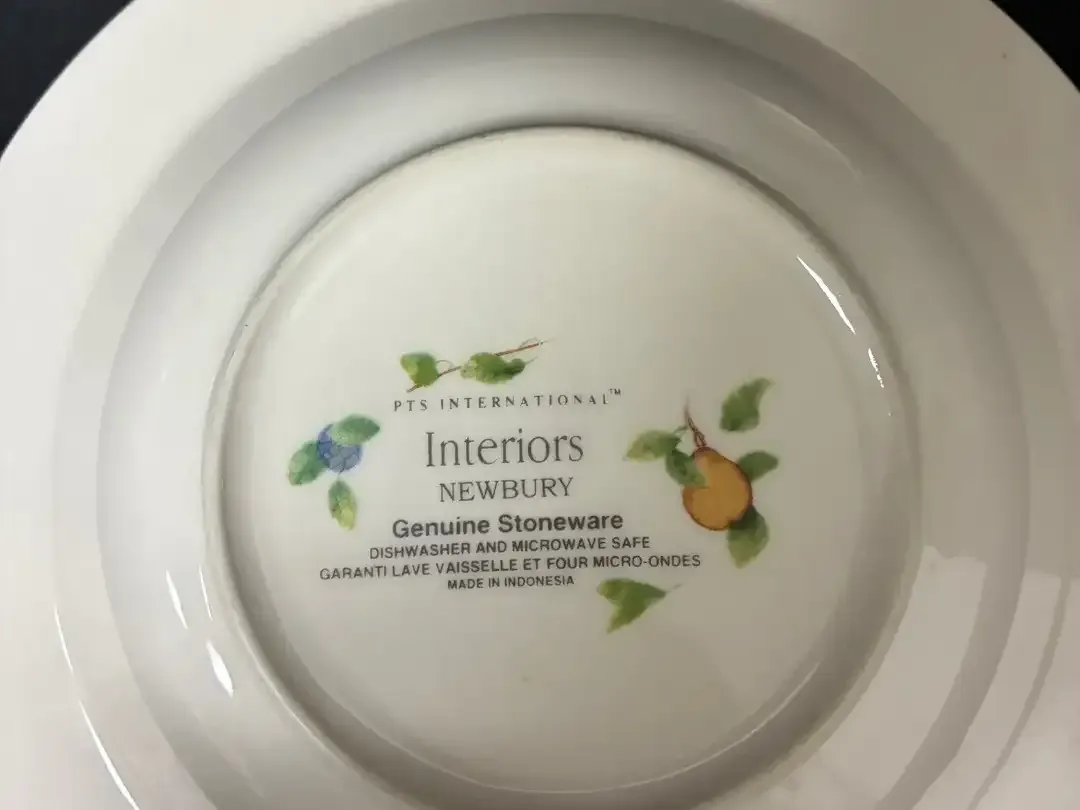 PTS INTERNATIONAL™
Interiors
NEWBURY
Genuine Stoneware
DISHWASHER AND MICROWAVE SAFE
GARANTI LAVE VAISSELLE ET FOUR MICRO-ONDES
MADE IN INDONESIA